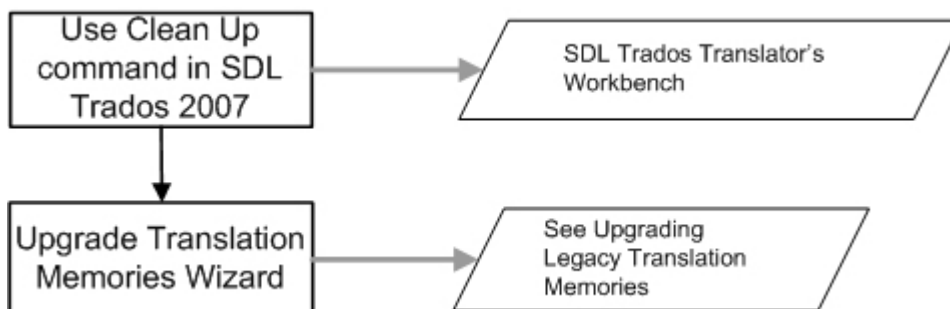 Use Clean Up
command in SDL
Trados 2007
SDL Trados Translator's
Workbench
Upgrade Translation
Memories Wizard
See Upgrading
Legacy Translation
Memories